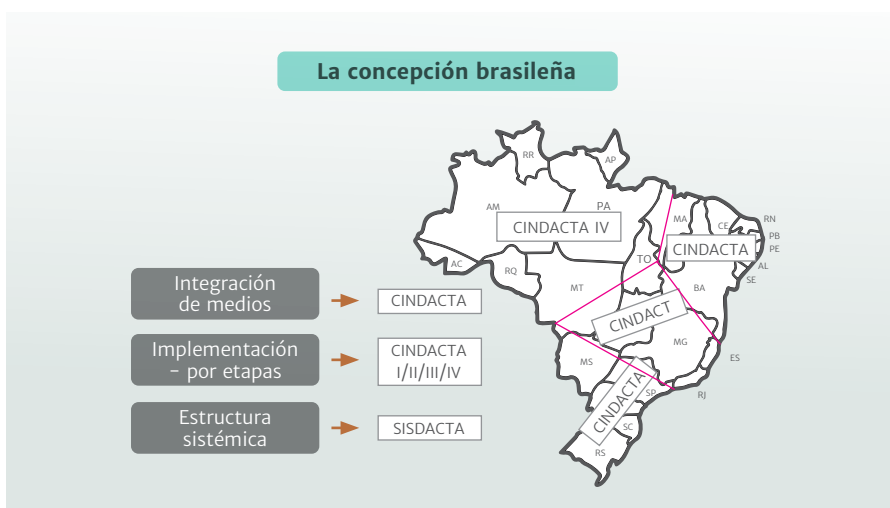 La concepción brasileña
RR
AP
AM
PA
MA
CE
RN
PB
PE
AL
SE
CINDACTA IV
CINDACTA
TO
AC
RQ
MT
BA
Integración
de medios
CINDACTA
CINDACT
Implementación
– por etapas
CINDACTA
I/II/III/IV
MG
ES
MS
CINDACTA
SP
RJ
Estructura
sistémica
SISDACTA
SC
RS